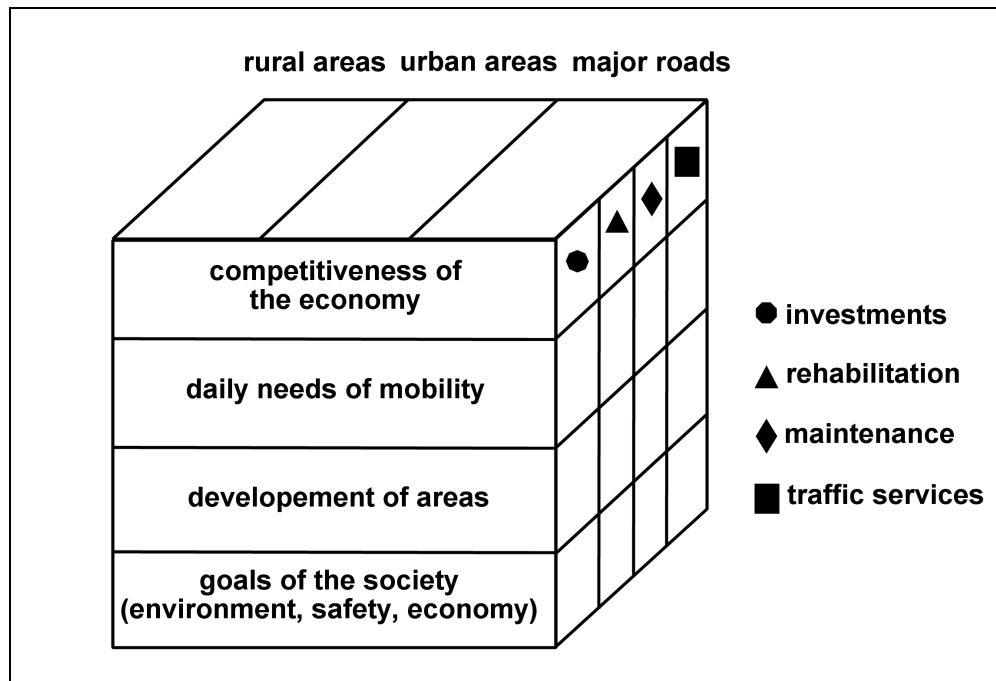 rural areas urban areas major roads
competitiveness of
the economy
daily needs of mobility
developement of areas
goals of the society
(environment, safety, economy)
investments
rehabilitation
maintenance
traffic services